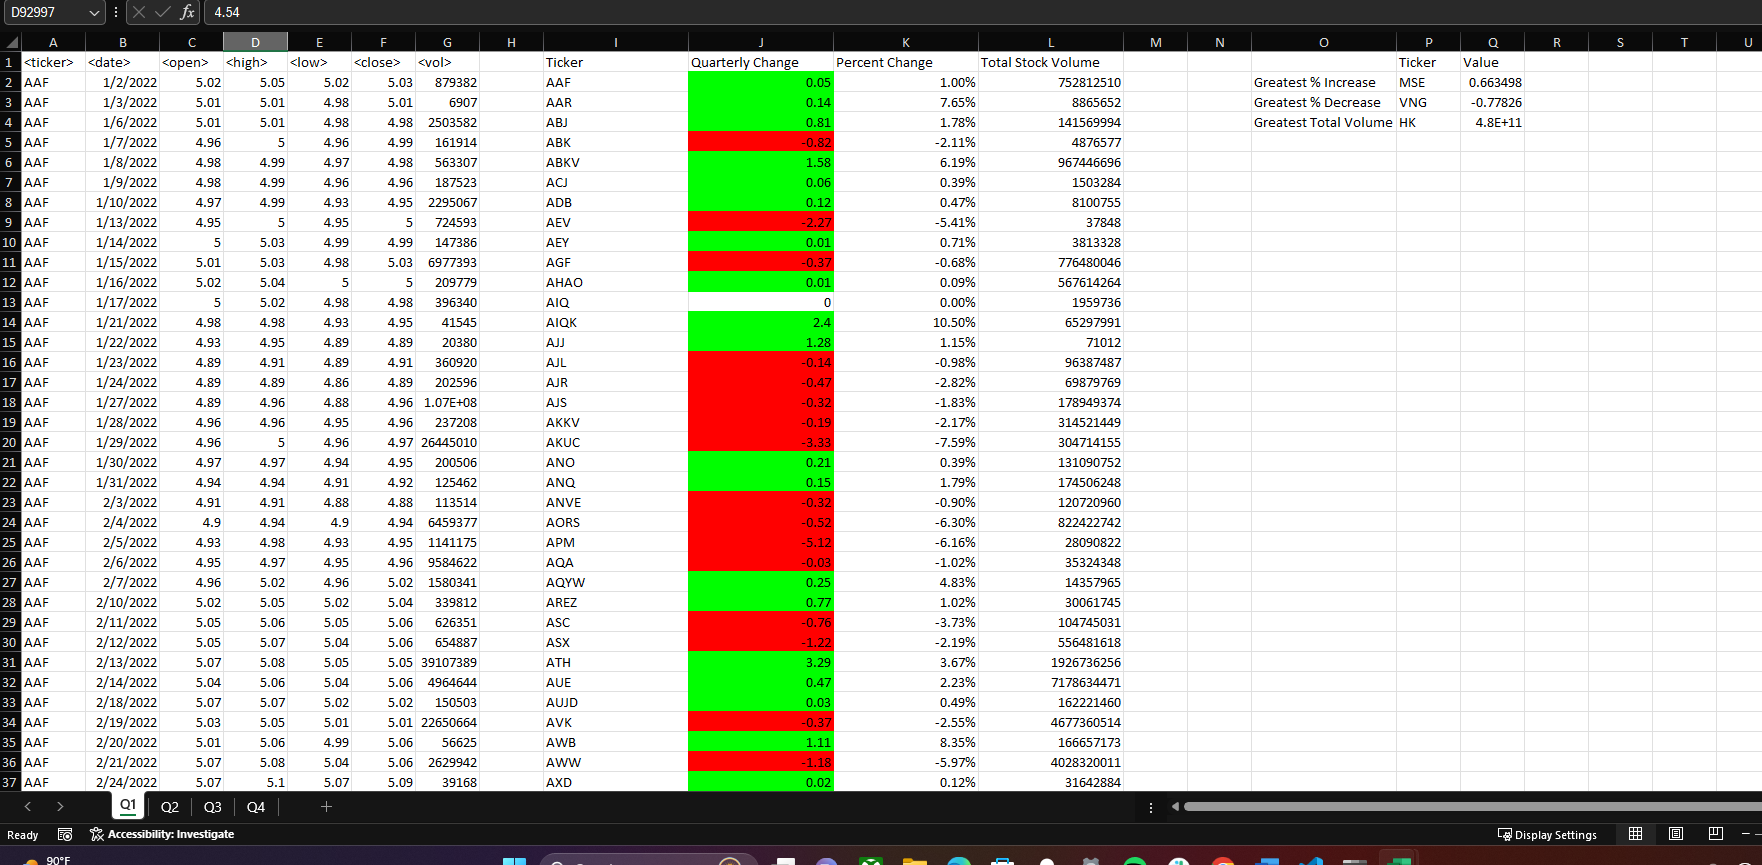 D92997 fx 4.54
A B C D E F G H I J K L M N O P Q R S T U
1 <ticker> <date> <open> <high> <low> <close> <vol> Ticker Quarterly Change Percent Change Total Stock Volume Ticker Value
2 AAF 1/2/2022 5.02 5.05 5.02 5.03 879382 AAF 0.05 1.00% 752812510 Greatest % Increase MSE 0.663498
3 AAF 1/3/2022 5.01 5.01 4.98 5.01 6907 AAR 0.14 7.65% 8865652 Greatest % Decrease VNG -0.77826
4 AAF 1/6/2022 5.01 5.01 4.98 4.98 2503582 ABJ 0.81 1.78% 141569994 Greatest Total Volume HK 4.8E+11
5 AAF 1/7/2022 4.96 5 4.96 4.99 161914 ABK -0.82 -2.11% 4876577
6 AAF 1/8/2022 4.98 4.99 4.97 4.98 563307 ABKV 1.58 6.19% 967446696
7 AAF 1/9/2022 4.98 4.99 4.96 4.96 187523 ACJ 0.06 0.39% 1503284
8 AAF 1/10/2022 4.97 4.99 4.93 4.95 2295067 ADB 0.12 0.47% 8100755
9 AAF 1/13/2022 4.95 5 4.95 5 724593 AEV -2.27 -5.41% 37848
10 AAF 1/14/2022 5 5.03 4.99 4.99 147386 AEY 0.01 0.71% 3813328
11 AAF 1/15/2022 5.01 5.03 4.98 5.03 6977393 AGF -0.37 -0.68% 776480046
12 AAF 1/16/2022 5.02 5.04 5 5 209779 AHAO 0.01 0.09% 567614264
13 AAF 1/17/2022 5 5.02 4.98 4.98 396340 AIQ 0 0.00% 1959736
14 AAF 1/21/2022 4.98 4.98 4.93 4.95 41545 AIQK 2.4 10.50% 65297991
15 AAF 1/22/2022 4.93 4.95 4.89 4.89 20380 AJJ 1.28 1.15% 71012
16 AAF 1/23/2022 4.89 4.91 4.89 4.91 360920 AJL -0.14 -0.98% 96387487
17 AAF 1/24/2022 4.89 4.89 4.86 4.89 202596 AJR -0.47 -2.82% 69879769
18 AAF 1/27/2022 4.89 4.96 4.88 4.96 1.07E+08 AJS -0.32 -1.83% 178949374
19 AAF 1/28/2022 4.96 4.96 4.95 4.96 237208 AKKV -0.19 -2.17% 314521449
20 AAF 1/29/2022 4.96 5 4.96 4.97 26445010 AKUC -3.33 -7.59% 304714155
21 AAF 1/30/2022 4.97 4.97 4.94 4.95 200506 ANO 0.21 0.39% 131090752
22 AAF 1/31/2022 4.94 4.94 4.91 4.92 125462 ANQ 0.15 1.79% 174506248
23 AAF 2/3/2022 4.91 4.91 4.88 4.88 113514 ANVE -0.32 -0.90% 120720960
24 AAF 2/4/2022 4.9 4.94 4.9 4.94 6459377 AORS -0.52 -6.30% 822422742
25 AAF 2/5/2022 4.93 4.98 4.93 4.95 1141175 APM -5.12 -6.16% 28090822
26 AAF 2/6/2022 4.95 4.97 4.95 4.96 9584622 AQA -0.03 -1.02% 35324348
27 AAF 2/7/2022 4.96 5.02 4.96 5.02 1580341 AQYW 0.25 4.83% 14357965
28 AAF 2/10/2022 5.02 5.05 5.02 5.04 339812 AREZ 0.77 1.02% 30061745
29 AAF 2/11/2022 5.05 5.06 5.05 5.06 626351 ASC -0.76 -3.73% 104745031
30 AAF 2/12/2022 5.05 5.07 5.04 5.06 654887 ASX -1.22 -2.19% 556481618
31 AAF 2/13/2022 5.07 5.08 5.05 5.05 39107389 ATH 3.29 3.67% 1926736256
32 AAF 2/14/2022 5.04 5.06 5.04 5.06 4964644 AUE 0.47 2.23% 7178634471
33 AAF 2/18/2022 5.07 5.07 5.02 5.02 150503 AUJD 0.03 0.49% 162221460
34 AAF 2/19/2022 5.03 5.05 5.01 5.01 22650664 AVK -0.37 -2.55% 4677360514
35 AAF 2/20/2022 5.01 5.06 4.99 5.06 56625 AWB 1.11 8.35% 166657173
36 AAF 2/21/2022 5.07 5.08 5.04 5.06 2629942 AWW -1.18 -5.97% 4028320011
37 AAF 2/24/2022 5.07 5.1 5.07 5.09 39168 AXD 0.02 0.12% 31642884
Q1 Q2 Q3 Q4
Ready Accessibility: Investigate Display Settings
90°F